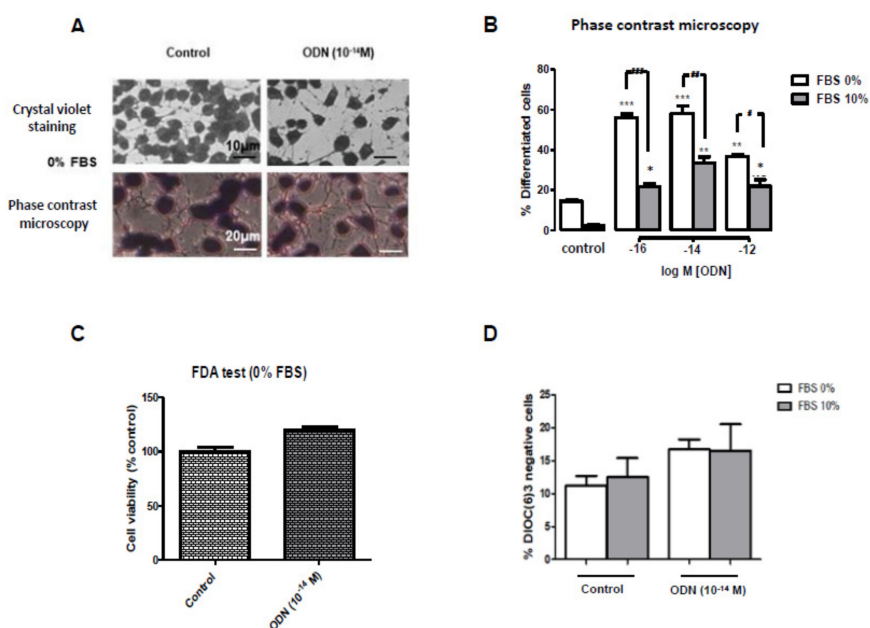 A
Control
ODN (10-14M)
Crystal violet
staining
10μm
0% FBS
Phase contrast
microscopy
20μm
B
Phase contrast microscopy
FBS 0%
FBS 10%
% Differentiated cells
80
60
40
20
0
***
###
*
***
##
**
**
#
*
control
-16
-14
-12
log M [ODN]
C
FDA test (0% FBS)
Cell viability (% control)
150
100
50
0
Control
ODN (10-14 M)
D
FBS 0%
FBS 10%
% DIOC(6)3 negative cells
25
20
15
10
5
0
Control
ODN (10-14 M)